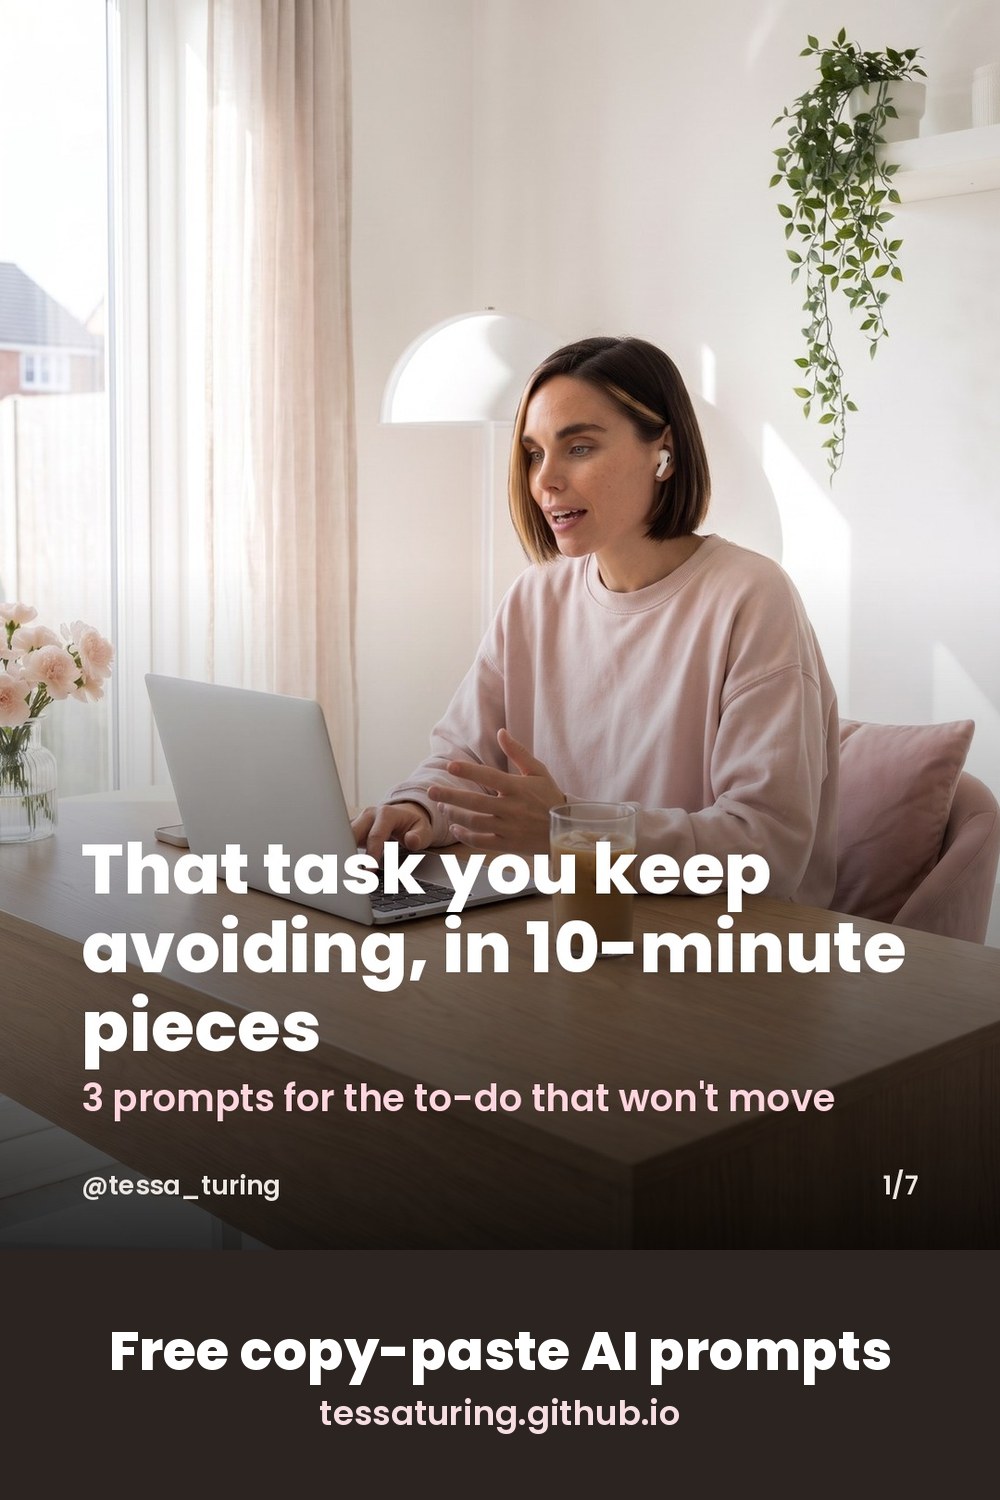 That task you keep
avoiding, in 10-minute
pieces
3 prompts for the to-do that won't move
@tessa_turing
1/7
Free copy-paste AI prompts
tessaturing.github.io